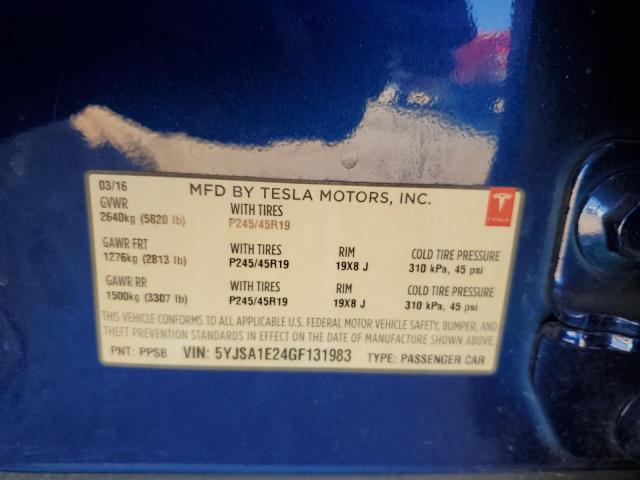 03/16 MFD BY TESLA MOTORS, INC.
GVWR WITH TIRES
2640kg (5820 lb) P245/45R19
GAWR FRT WITH TIRES RIM COLD TIRE PRESSURE
1276kg (2813 lb) P245/45R19 19X8 J 310 kPa, 45 psi
GAWR RR WITH TIRES RIM COLD TIRE PRESSURE
1500kg (3307 lb) P245/45R19 19X8 J 310 kPa, 45 psi
THIS VEHICLE CONFORMS TO ALL APPLICABLE U.S. FEDERAL MOTOR VEHICLE SAFETY, BUMPER, AND
THEFT PREVENTION STANDARDS IN EFFECT ON THE DATE OF MANUFACTURE SHOWN ABOVE.
PNT: PPSB VIN: 5YJSA1E24GF131983 TYPE: PASSENGER CAR
TESLA